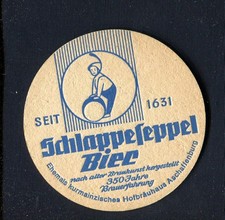 SEIT 1631
Schlappeseppel
Bier
nach alter Braukunst hergestellt
350 Jahre
Brauerfahrung
Ehemals kurmainzisches Hofbräuhaus Aschaffenburg